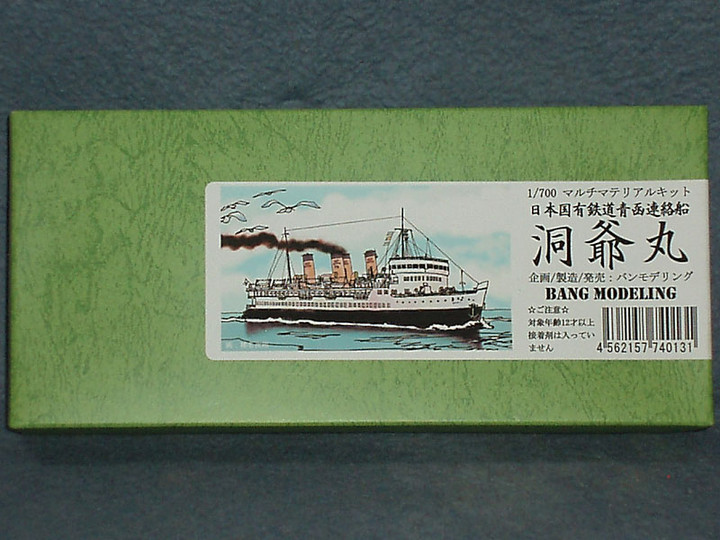 1/700 マルチマテリアルキット
日本国有鉄道青函連絡船
洞爺丸
企画/製造/発売：バンモデリング
BANG MODELING
☆ご注意☆
対象年齢12才以上
接着剤は入ってい
ません
4 562157 740131